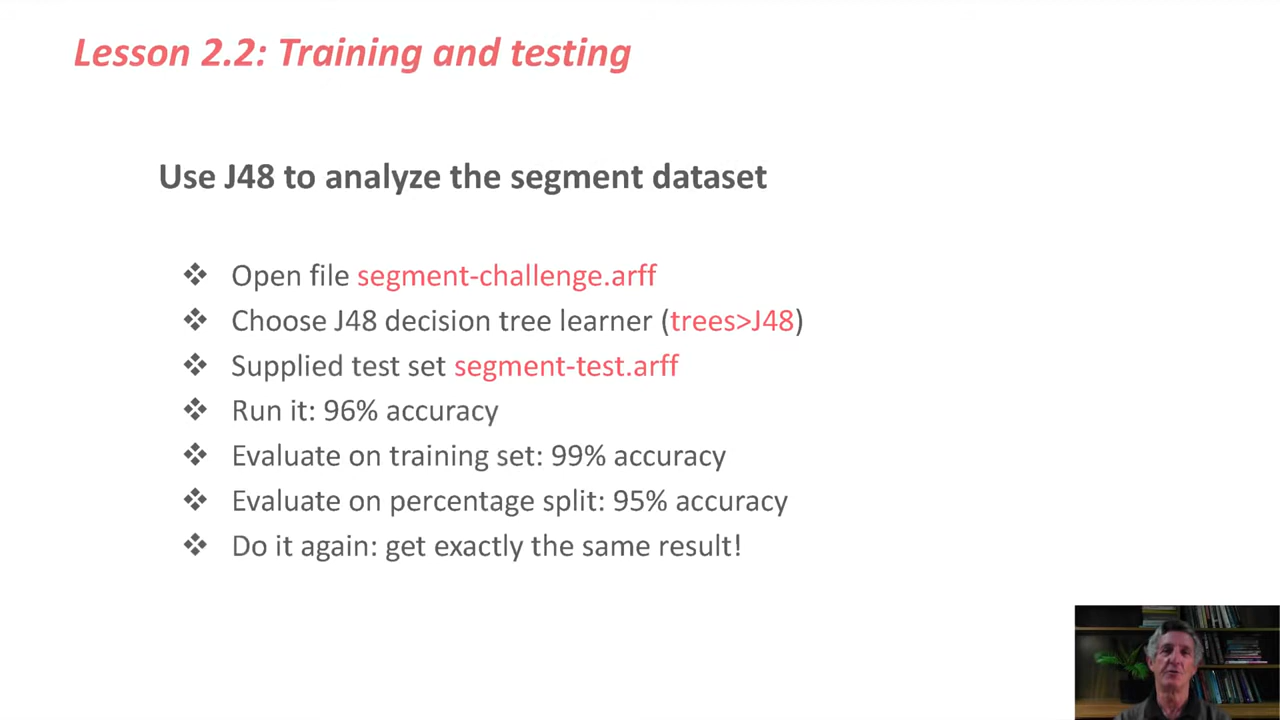 Lesson 2.2: Training and testing
Use J48 to analyze the segment dataset
❖ Open file segment-challenge.arff
❖ Choose J48 decision tree learner (trees>J48)
❖ Supplied test set segment-test.arff
❖ Run it: 96% accuracy
❖ Evaluate on training set: 99% accuracy
❖ Evaluate on percentage split: 95% accuracy
❖ Do it again: get exactly the same result!